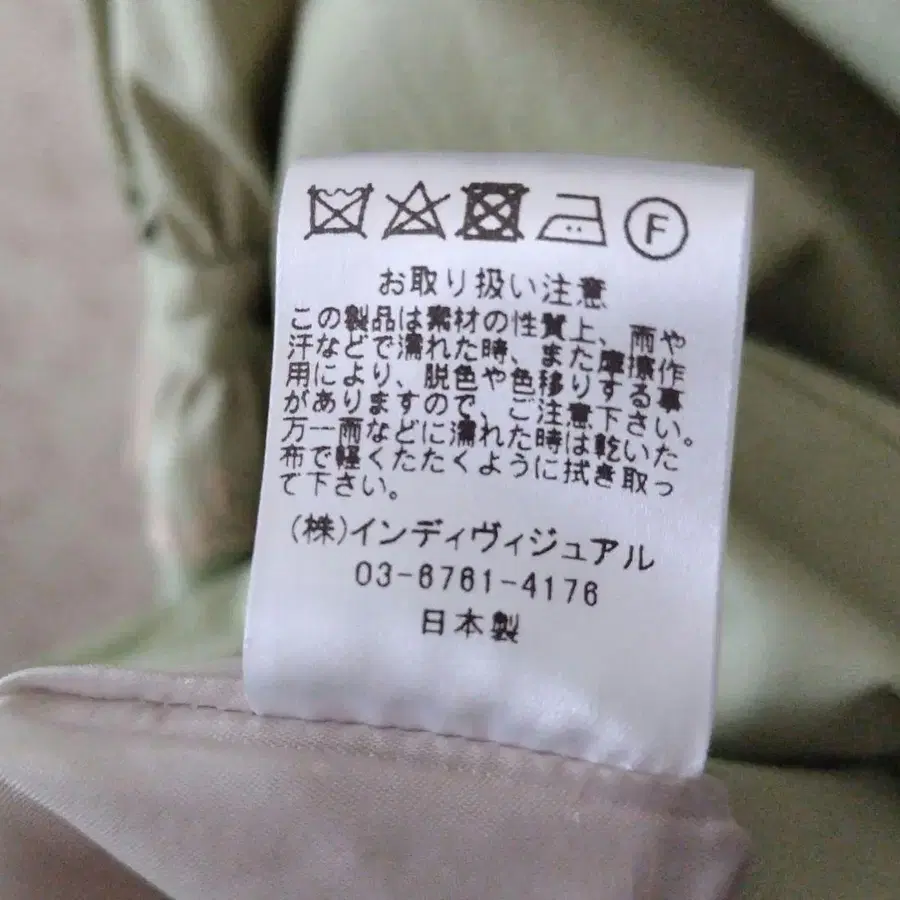 F
お取り扱い注意
この製品は素材の性質上、雨や
汗などで濡れた時、また摩擦る作
用により、脱色や色移りする事
がありますので、ご注意下さい。
万一雨などに濡れた時は乾いた
布で軽くたたくように拭き取っ
て下さい。
(株)インディヴィジュアル
03-6761-4176
日本製